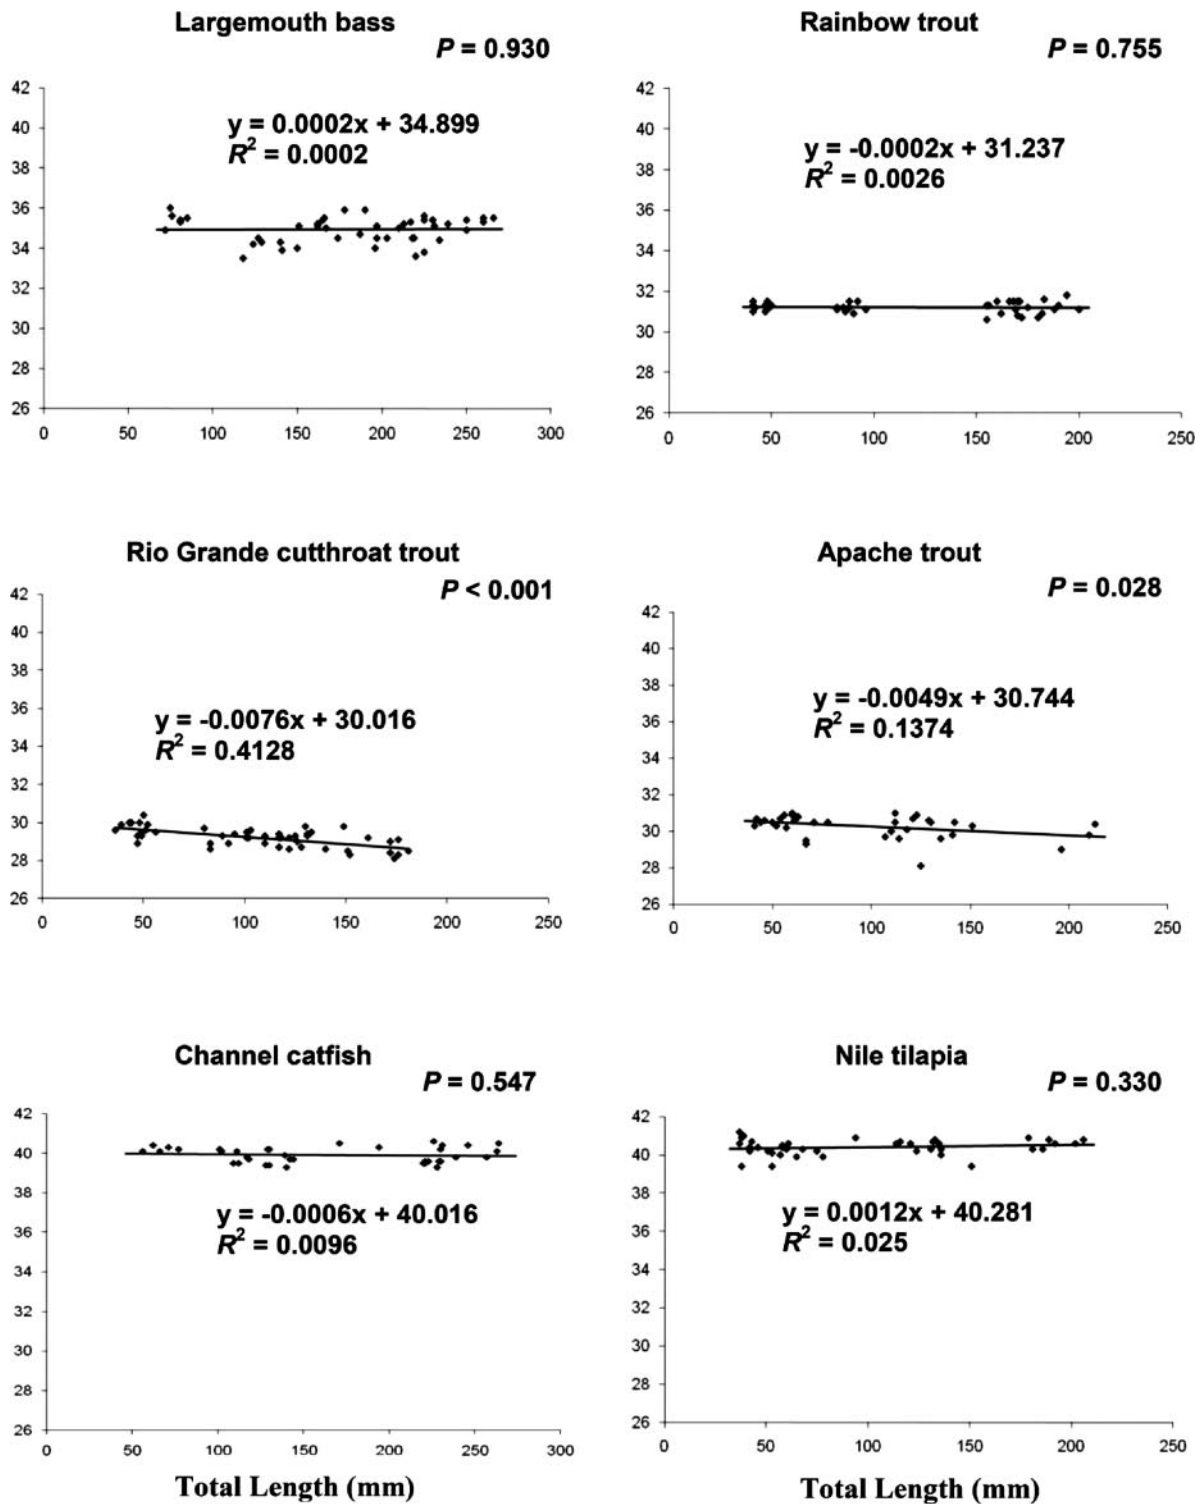 Largemouth bass
P = 0.930
42
40
y = 0.0002x + 34.899
38
R² = 0.0002
36
34
32
30
28
26
0 50 100 150 200 250 300
Rainbow trout
P = 0.755
42
40
y = -0.0002x + 31.237
38
R² = 0.0026
36
34
32
30
28
26
0 50 100 150 200 250
Rio Grande cutthroat trout
P < 0.001
42
40
38
36
y = -0.0076x + 30.016
34
R² = 0.4128
32
30
28
26
0 50 100 150 200 250
Apache trout
P = 0.028
42
40
38
y = -0.0049x + 30.744
36
R² = 0.1374
34
32
30
28
26
0 50 100 150 200 250
Channel catfish
P = 0.547
42
40
38
y = -0.0006x + 40.016
36
R² = 0.0096
34
32
30
28
26
0 50 100 150 200 250 300
Total Length (mm)
Nile tilapia
P = 0.330
42
40
38
y = 0.0012x + 40.281
36
R² = 0.025
34
32
30
28
26
0 50 100 150 200 250
Total Length (mm)